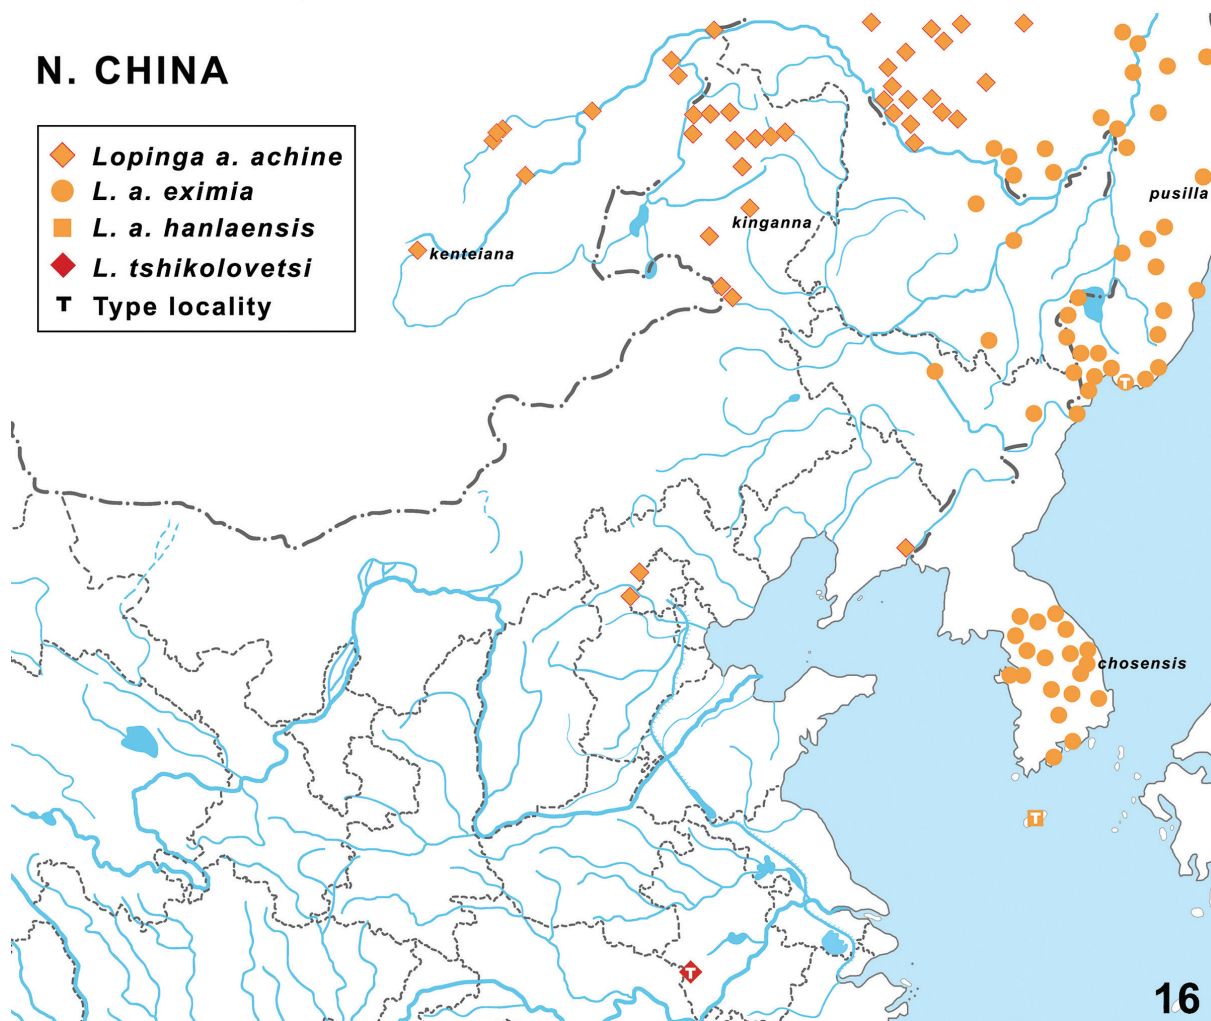 N. CHINA
Lopinga a. achine
L. a. eximia
L. a. hanlaensis
L. tshikolovetsi
T Type locality
pusilla
kinganna
kenteiana
T
chosensis
T
T
16